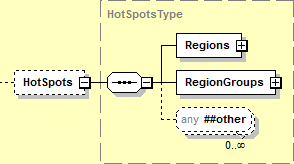 HotSpotsType
Regions
HotSpots
RegionGroups
any ##other
0..∞